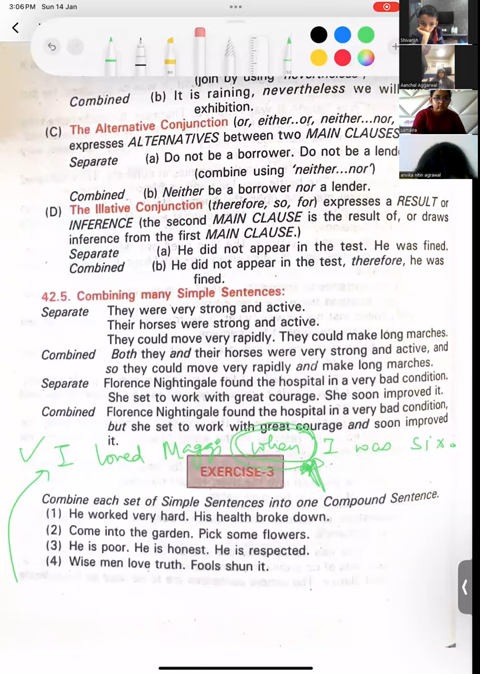 3:06 PM Sun 14 Jan
(join by using 'nevertheless')
Combined (b) It is raining, nevertheless we will
exhibition.
(C) The Alternative Conjunction (or, either..or, neither...nor,
expresses ALTERNATIVES between two MAIN CLAUSES
Separate (a) Do not be a borrower. Do not be a lend
(combine using 'neither...nor')
Combined (b) Neither be a borrower nor a lender.
(D) The Illative Conjunction (therefore, so, for) expresses a RESULT or
INFERENCE (the second MAIN CLAUSE is the result of, or draws
inference from the first MAIN CLAUSE.)
Separate (a) He did not appear in the test. He was fined.
Combined (b) He did not appear in the test, therefore, he was
fined.
42.5. Combining many Simple Sentences:
Separate They were very strong and active.
Their horses were strong and active.
They could move very rapidly. They could make long marches.
Combined Both they and their horses were very strong and active, and
so they could move very rapidly and make long marches.
Separate Florence Nightingale found the hospital in a very bad condition.
She set to work with great courage. She soon improved it.
Combined Florence Nightingale found the hospital in a very bad condition,
but she set to work with great courage and soon improved
it.
I loved Maggi when I was six.
EXERCISE-3
Combine each set of Simple Sentences into one Compound Sentence.
(1) He worked very hard. His health broke down.
(2) Come into the garden. Pick some flowers.
(3) He is poor. He is honest. He is respected.
(4) Wise men love truth. Fools shun it.
Shivansh
Aanchal Aggarwal
anvika nitin agrawal